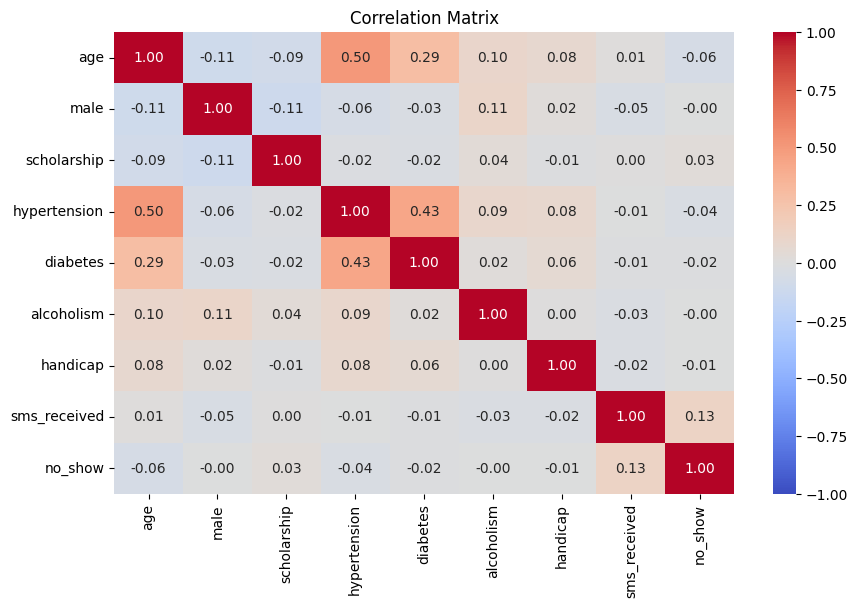 Correlation Matrix
age 1.00 -0.11 -0.09 0.50 0.29 0.10 0.08 0.01 -0.06
male -0.11 1.00 -0.11 -0.06 -0.03 0.11 0.02 -0.05 -0.00
scholarship -0.09 -0.11 1.00 -0.02 -0.02 0.04 -0.01 0.00 0.03
hypertension 0.50 -0.06 -0.02 1.00 0.43 0.09 0.08 -0.01 -0.04
diabetes 0.29 -0.03 -0.02 0.43 1.00 0.02 0.06 -0.01 -0.02
alcoholism 0.10 0.11 0.04 0.09 0.02 1.00 0.00 -0.03 -0.00
handicap 0.08 0.02 -0.01 0.08 0.06 0.00 1.00 -0.02 -0.01
sms_received 0.01 -0.05 0.00 -0.01 -0.01 -0.03 -0.02 1.00 0.13
no_show -0.06 -0.00 0.03 -0.04 -0.02 -0.00 -0.01 0.13 1.00
age male scholarship hypertension diabetes alcoholism handicap sms_received no_show
1.00
0.75
0.50
0.25
0.00
−0.25
−0.50
−0.75
−1.00